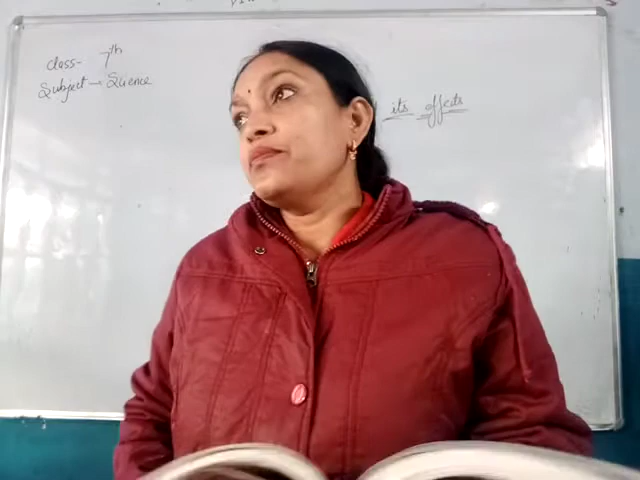 class- 7th
Subject - Science
its effects